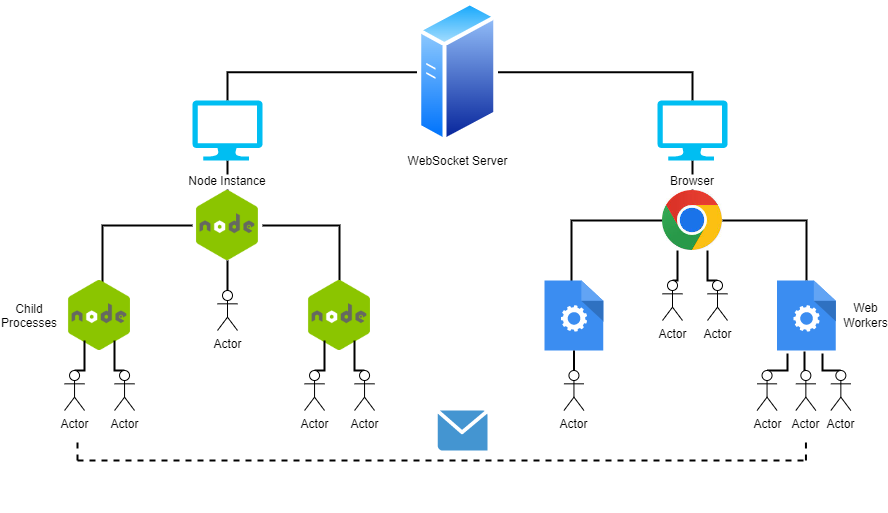 WebSocket Server
Node Instance
Browser
node
Child
Processes
node
Actor
node
Actor
Actor
Web
Workers
Actor
Actor
Actor
Actor
Actor
Actor
Actor
Actor